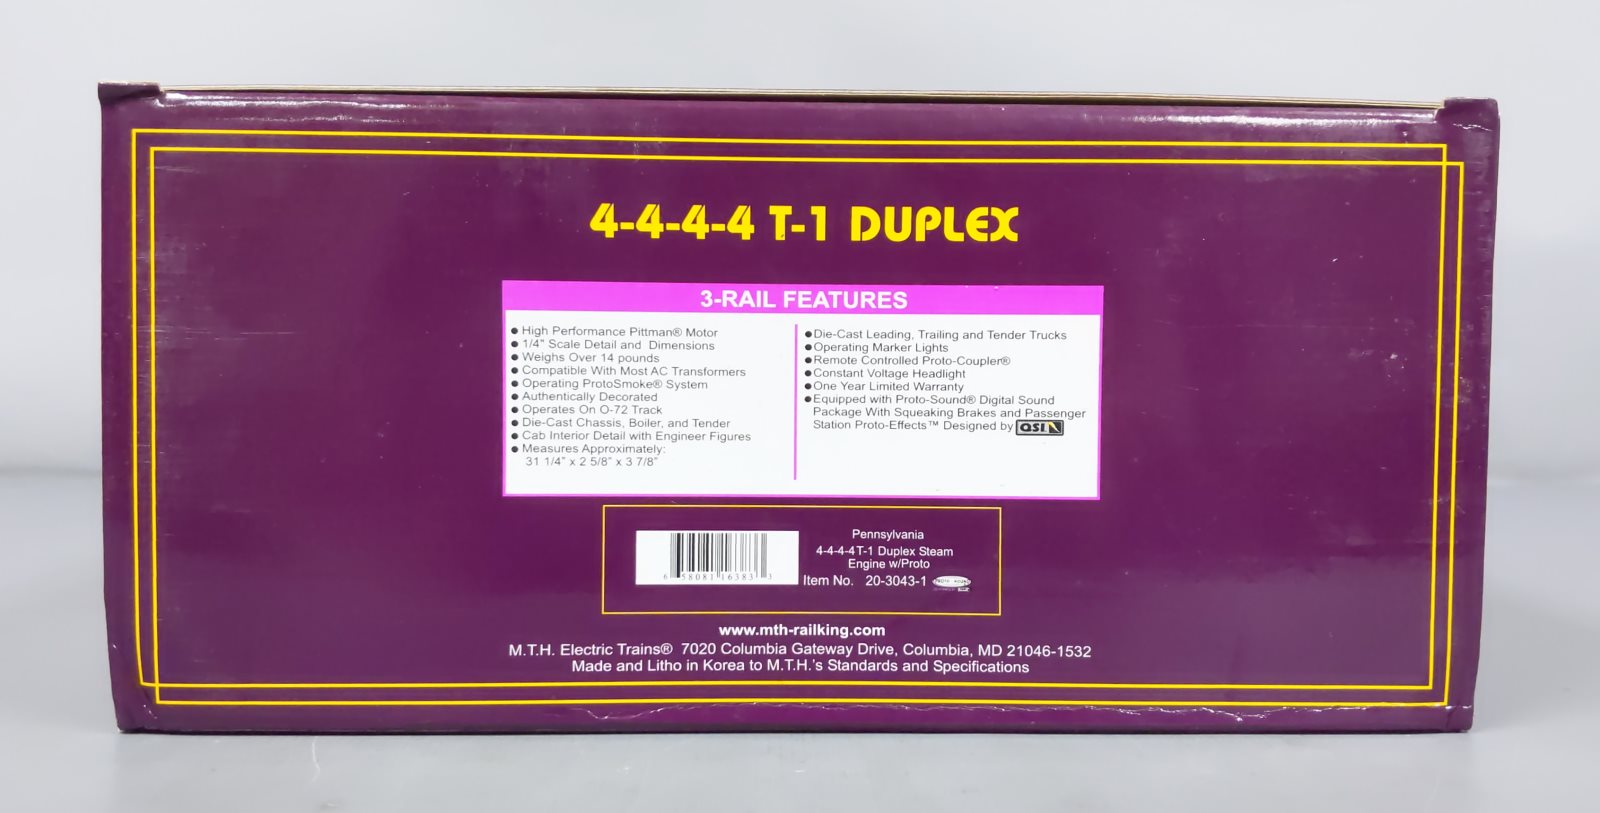 4-4-4-4 T-1 DUPLEX
3-RAIL FEATURES
● High Performance Pittman® Motor
● 1/4" Scale Detail and Dimensions
● Weighs Over 14 pounds
● Compatible With Most AC Transformers
● Operating ProtoSmoke® System
● Authentically Decorated
● Operates On O-72 Track
● Die-Cast Chassis, Boiler, and Tender
● Cab Interior Detail with Engineer Figures
● Measures Approximately:
31 1/4" x 2 5/8" x 3 7/8"
● Die-Cast Leading, Trailing and Tender Trucks
● Operating Marker Lights
● Remote Controlled Proto-Coupler®
● Constant Voltage Headlight
● One Year Limited Warranty
● Equipped with Proto-Sound® Digital Sound
Package With Squeaking Brakes and Passenger
Station Proto-Effects™ Designed by QSI
6 58081 16383 3
Pennsylvania
4-4-4-4T-1 Duplex Steam
Engine w/Proto
Item No. 20-3043-1
www.mth-railking.com
M.T.H. Electric Trains® 7020 Columbia Gateway Drive, Columbia, MD 21046-1532
Made and Litho in Korea to M.T.H.'s Standards and Specifications